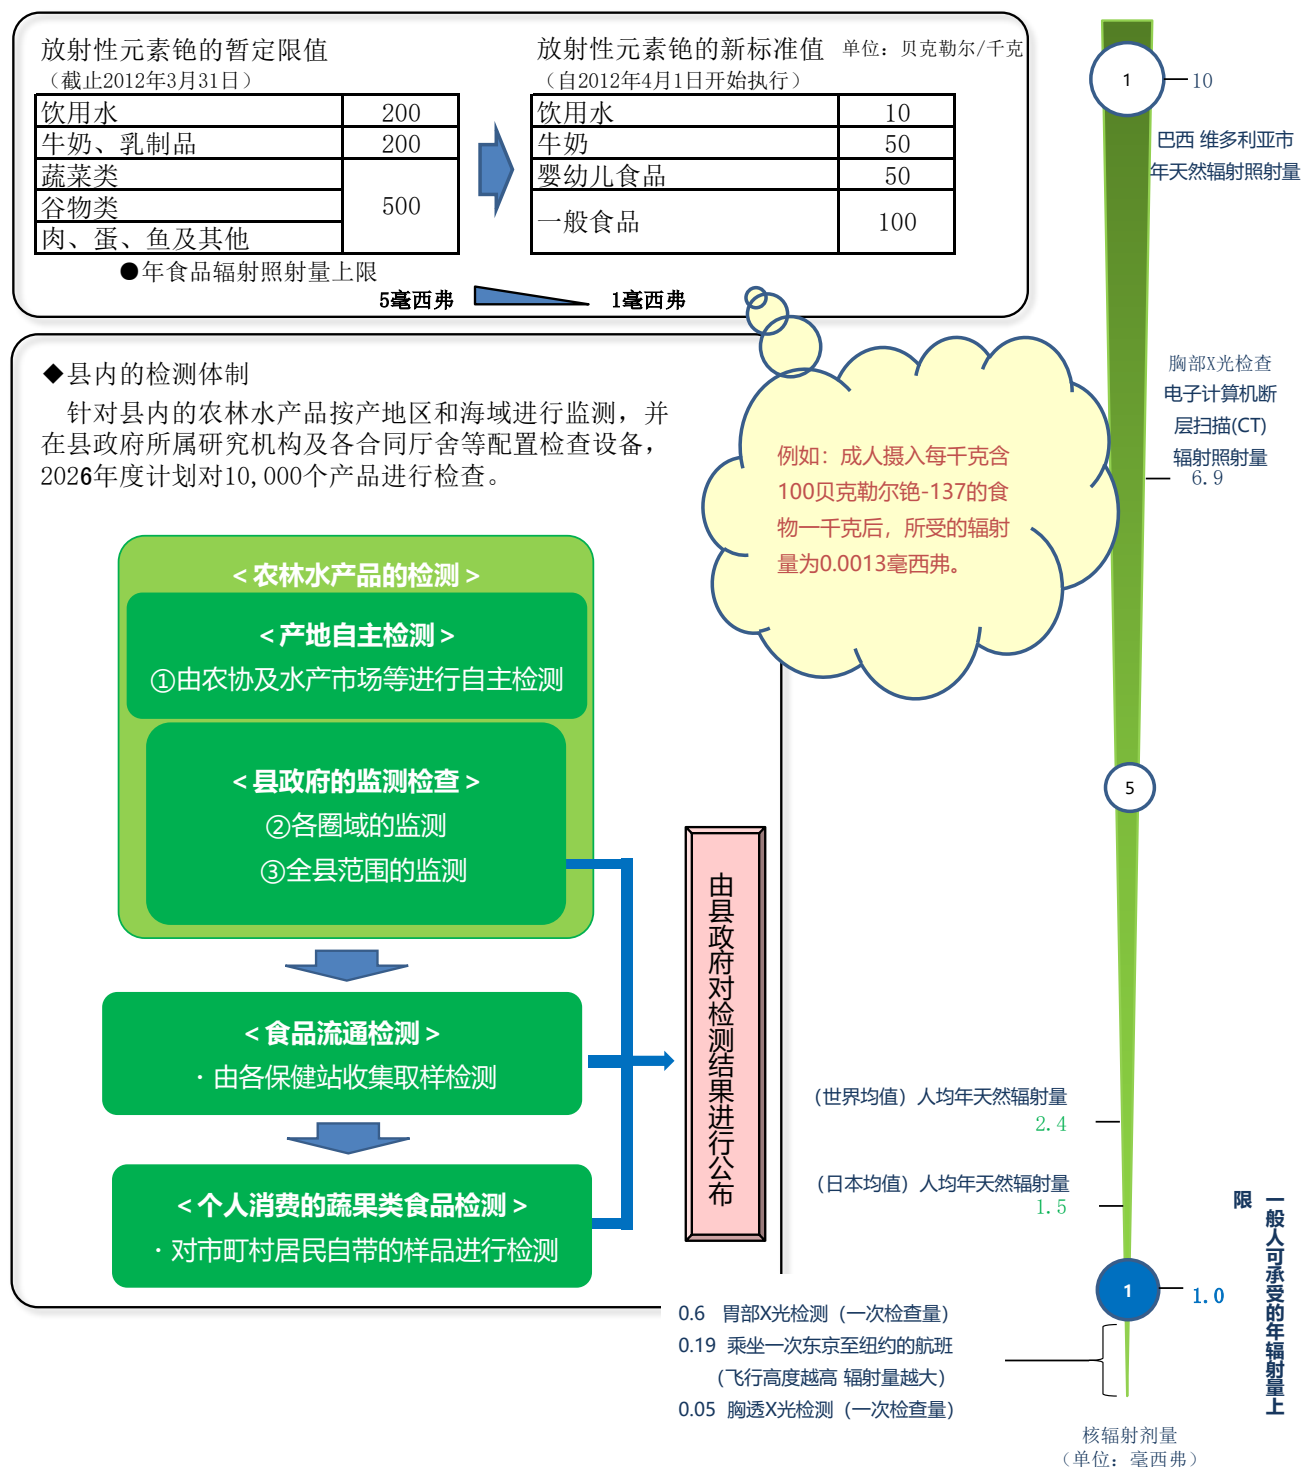 放射性元素铯的暂定限值
（截止2012年3月31日）
饮用水 200
牛奶、乳制品 200
蔬菜类
谷物类 500
肉、蛋、鱼及其他
放射性元素铯的新标准值 单位：贝克勒尔/千克
（自2012年4月1日开始执行）
饮用水 10
牛奶 50
婴幼儿食品 50
一般食品 100
●年食品辐射照射量上限
5毫西弗 1毫西弗
◆县内的检测体制
针对县内的农林水产品按产地区和海域进行监测，并
在县政府所属研究机构及各合同厅舍等配置检查设备，
2026年度计划对10,000个产品进行检查。
例如：成人摄入每千克含
100贝克勒尔铯-137的食
物一千克后，所受的辐射
量为0.0013毫西弗。
＜农林水产品的检测＞
＜产地自主检测＞
①由农协及水产市场等进行自主检测
＜县政府的监测检查＞
②各圈域的监测
③全县范围的监测
＜食品流通检测＞
・由各保健站收集取样检测
＜个人消费的蔬果类食品检测＞
・对市町村居民自带的样品进行检测
由县政府对检测结果进行公布
1
10
巴西 维多利亚市
年天然辐射照射量
胸部X光检查
电子计算机断
层扫描(CT)
辐射照射量
6.9
5
（世界均值）人均年天然辐射量
2.4
（日本均值）人均年天然辐射量
1.5
1
1.0
一般人可承受的年辐射量上
限
0.6 胃部X光检测（一次检查量）
0.19 乘坐一次东京至纽约的航班
（飞行高度越高 辐射量越大）
0.05 胸透X光检测（一次检查量）
核辐射剂量
（单位：毫西弗）